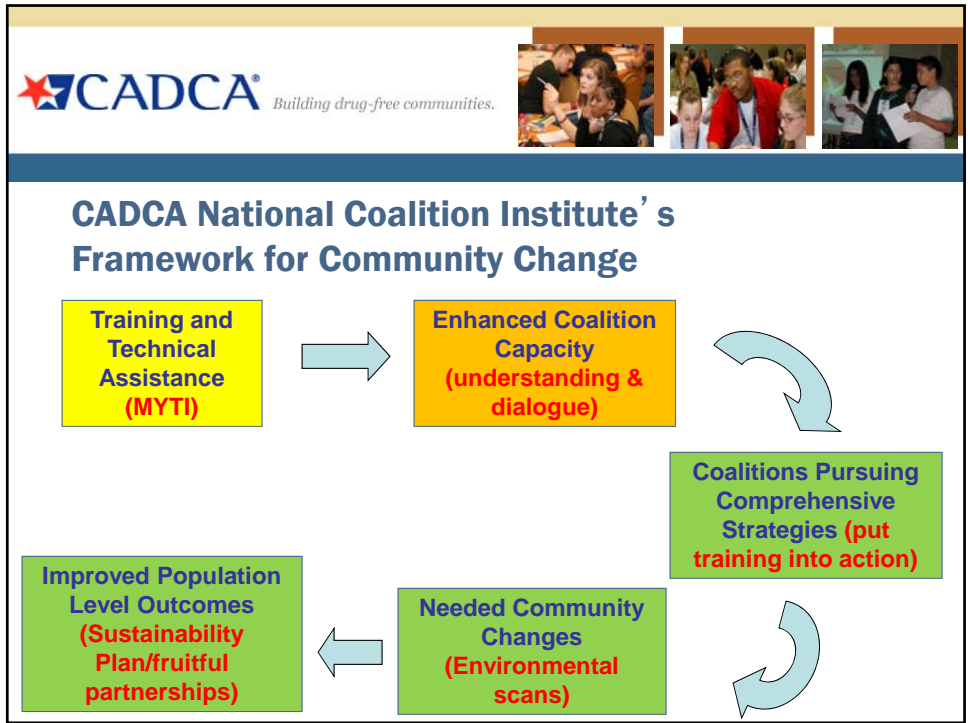 CADCA® Building drug-free communities.
CADCA National Coalition Institute's
Framework for Community Change
Training and
Technical
Assistance
(MYTI)
Enhanced Coalition
Capacity
(understanding &
dialogue)
Coalitions Pursuing
Comprehensive
Strategies (put
training into action)
Needed Community
Changes
(Environmental
scans)
Improved Population
Level Outcomes
(Sustainability
Plan/fruitful
partnerships)